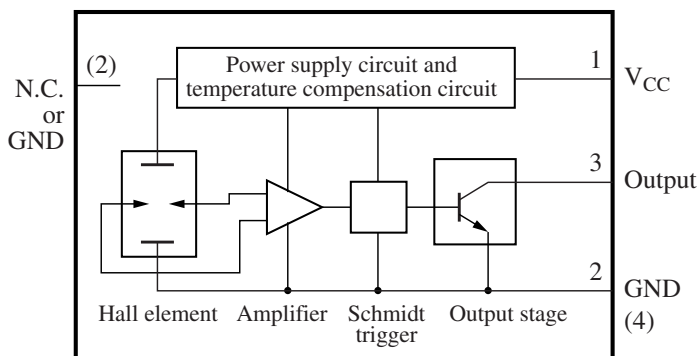 (2)
N.C.
or
GND
Power supply circuit and
temperature compensation circuit
1
V_CC
3
Output
2
GND
(4)
Hall element
Amplifier
Schmidt
trigger
Output stage